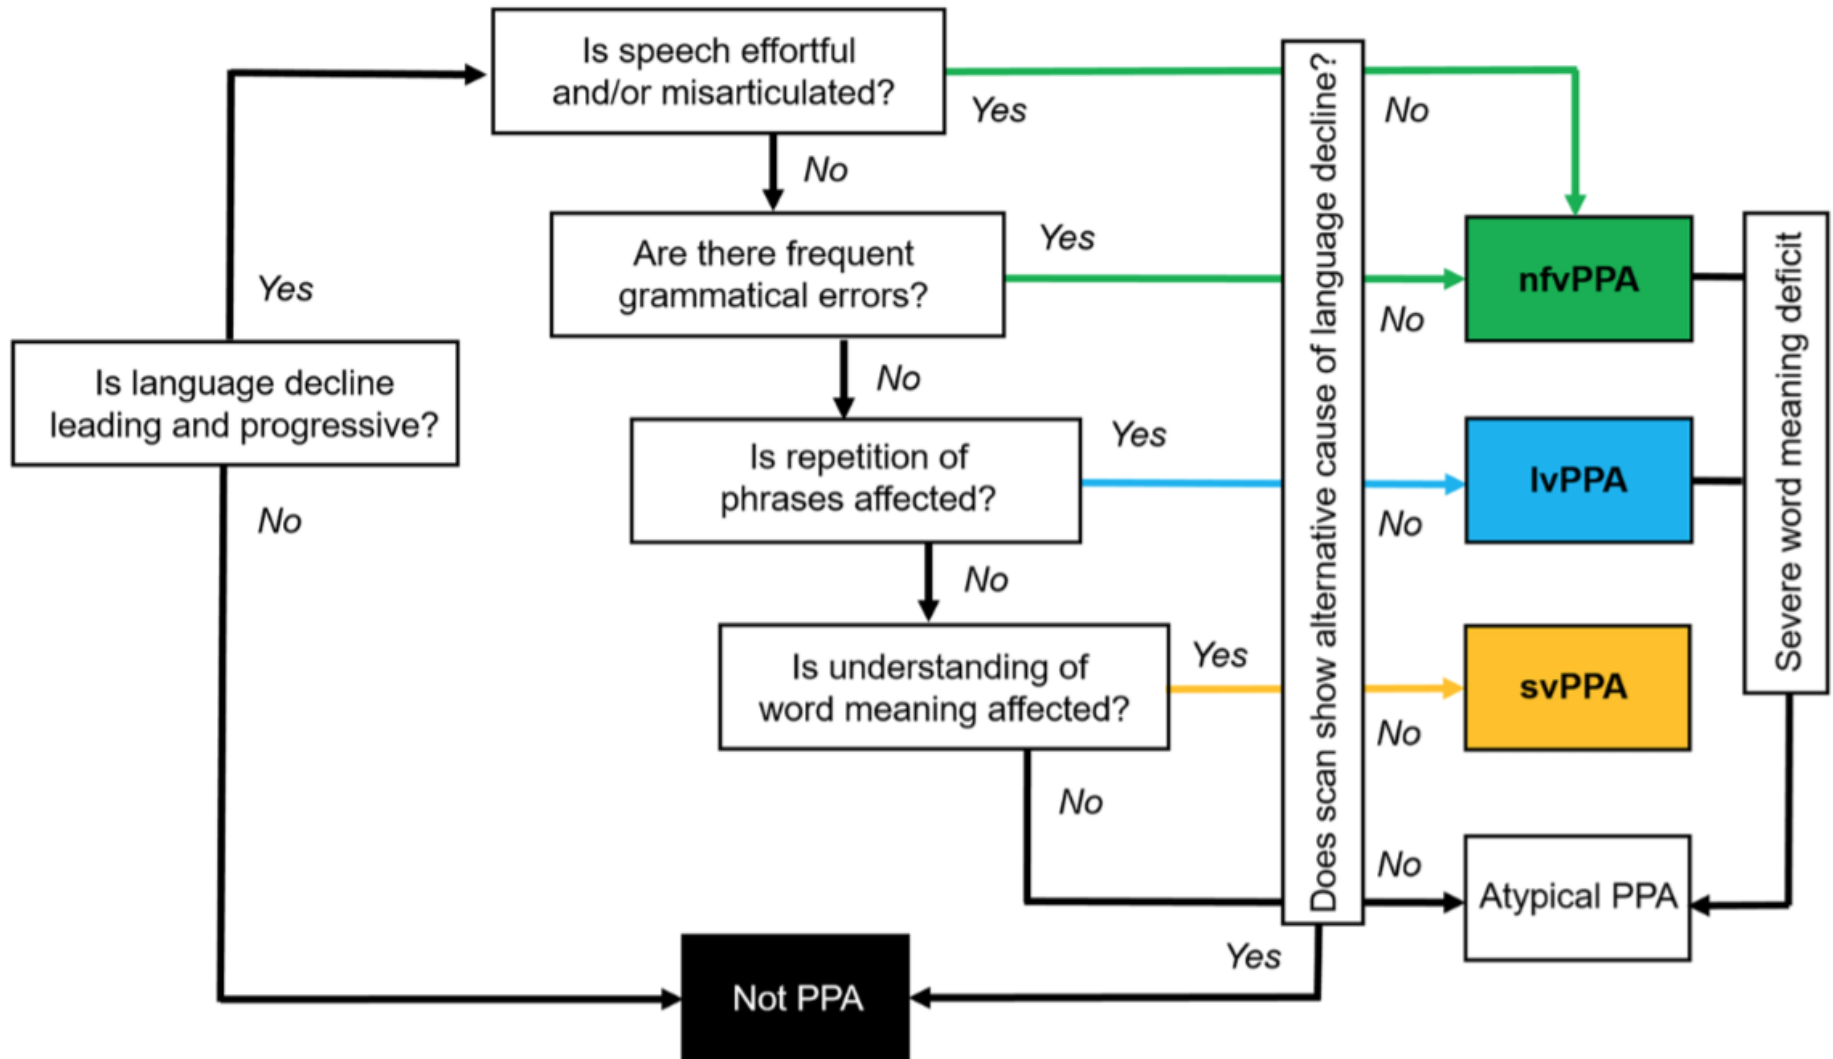 Is speech effortful
and/or misarticulated?
Yes
No
Does scan show alternative cause of language decline?
No
Are there frequent
grammatical errors?
Yes
No
nfvPPA
Severe word meaning deficit
Yes
Is language decline
leading and progressive?
No
No
Is repetition of
phrases affected?
Yes
No
lvPPA
No
Is understanding of
word meaning affected?
Yes
No
svPPA
No
No
Atypical PPA
Yes
Not PPA